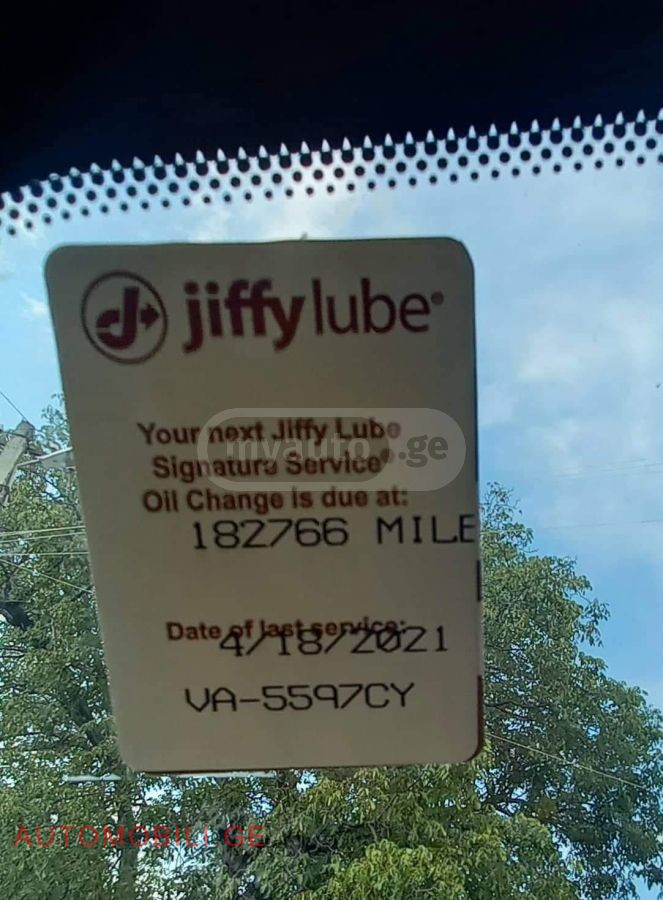 jiffy lube®
Your next Jiffy Lube
myauto.ge
Signature Service®
Oil Change is due at:
182766 MILE
Date of last service:
4/18/2021
VA-5597CY
AUTOMOBILI GE